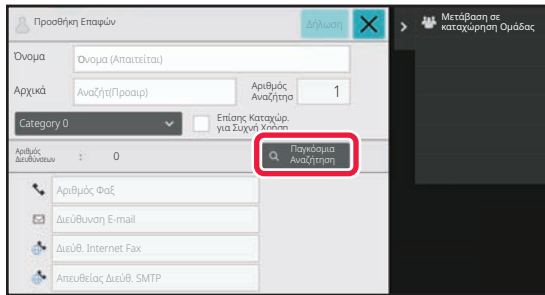 Προσθήκη Επαφών
Δήλωση
Μετάβαση σε
καταχώρηση Ομάδας
Όνομα
Όνομα (Απαιτείται)
Αρχικά
Αναζήτ(Προαιρ)
Αριθμός
Αναζήτησ
1
Category 0
Επίσης Καταχώρ.
για Συχνή Χρήση
Αριθμός
Διευθύνσεων
:
0
Παγκόσμια
Αναζήτηση
Αριθμός Φαξ
Διεύθυνση E-mail
Διεύθ. Internet Fax
Απευθείας Διεύθ. SMTP